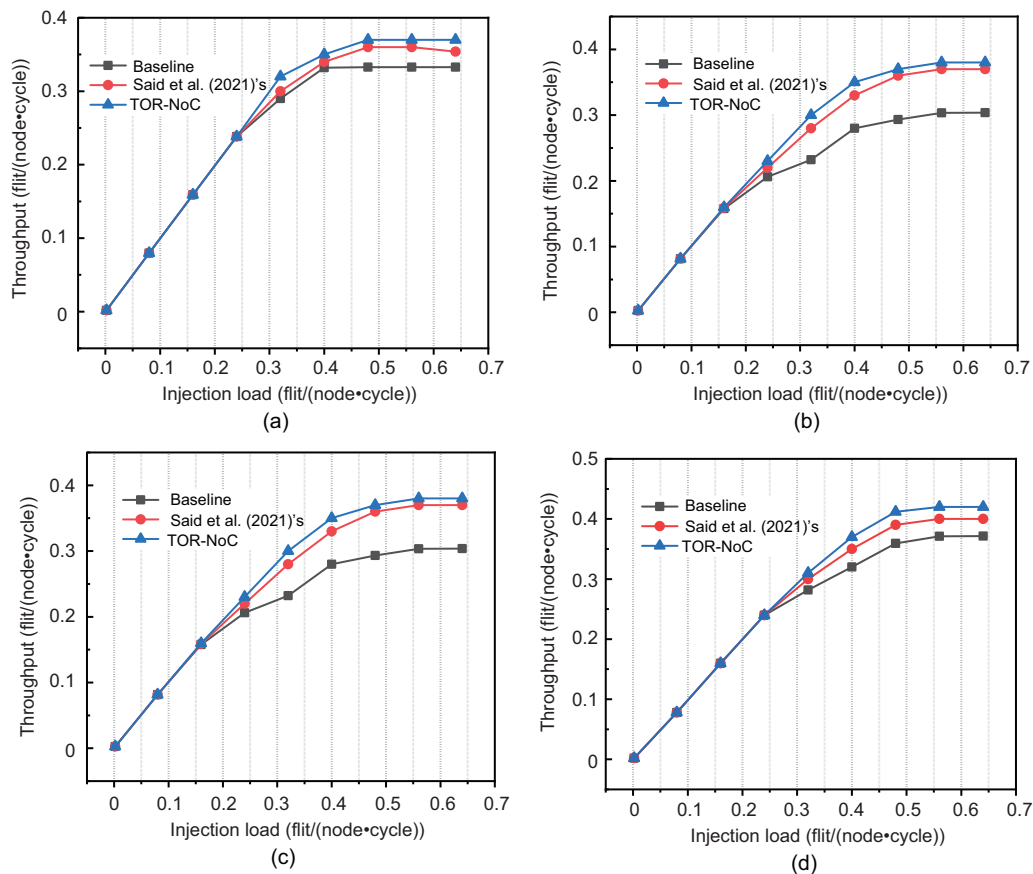 0.4
0.3
0.2
0.1
0
Throughput (flit/(node•cycle))
Baseline
Said et al. (2021)'s
TOR-NoC
0 0.1 0.2 0.3 0.4 0.5 0.6 0.7
Injection load (flit/(node•cycle))
(a)
0.4
0.3
0.2
0.1
0
Throughput (flit/(node•cycle))
Baseline
Said et al. (2021)'s
TOR-NoC
0 0.1 0.2 0.3 0.4 0.5 0.6 0.7
Injection load (flit/(node•cycle))
(b)
0.4
0.3
0.2
0.1
0
Throughput (flit/(node•cycle))
Baseline
Said et al. (2021)'s
TOR-NoC
0 0.1 0.2 0.3 0.4 0.5 0.6 0.7
Injection load (flit/(node•cycle))
(c)
0.5
0.4
0.3
0.2
0.1
0
Throughput (flit/(node•cycle))
Baseline
Said et al. (2021)'s
TOR-NoC
0 0.1 0.2 0.3 0.4 0.5 0.6 0.7
Injection load (flit/(node•cycle))
(d)